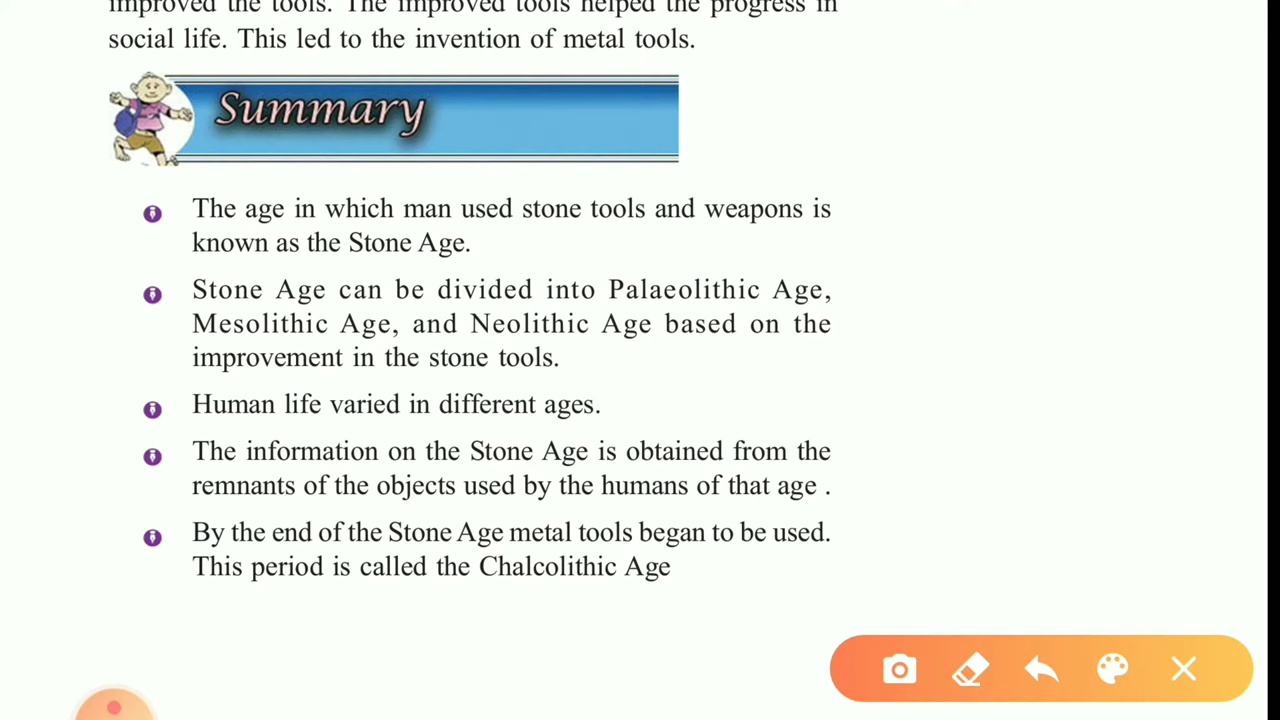 improved the tools. The improved tools helped the progress in
social life. This led to the invention of metal tools.
Summary
The age in which man used stone tools and weapons is
known as the Stone Age.
Stone Age can be divided into Palaeolithic Age,
Mesolithic Age, and Neolithic Age based on the
improvement in the stone tools.
Human life varied in different ages.
The information on the Stone Age is obtained from the
remnants of the objects used by the humans of that age .
By the end of the Stone Age metal tools began to be used.
This period is called the Chalcolithic Age